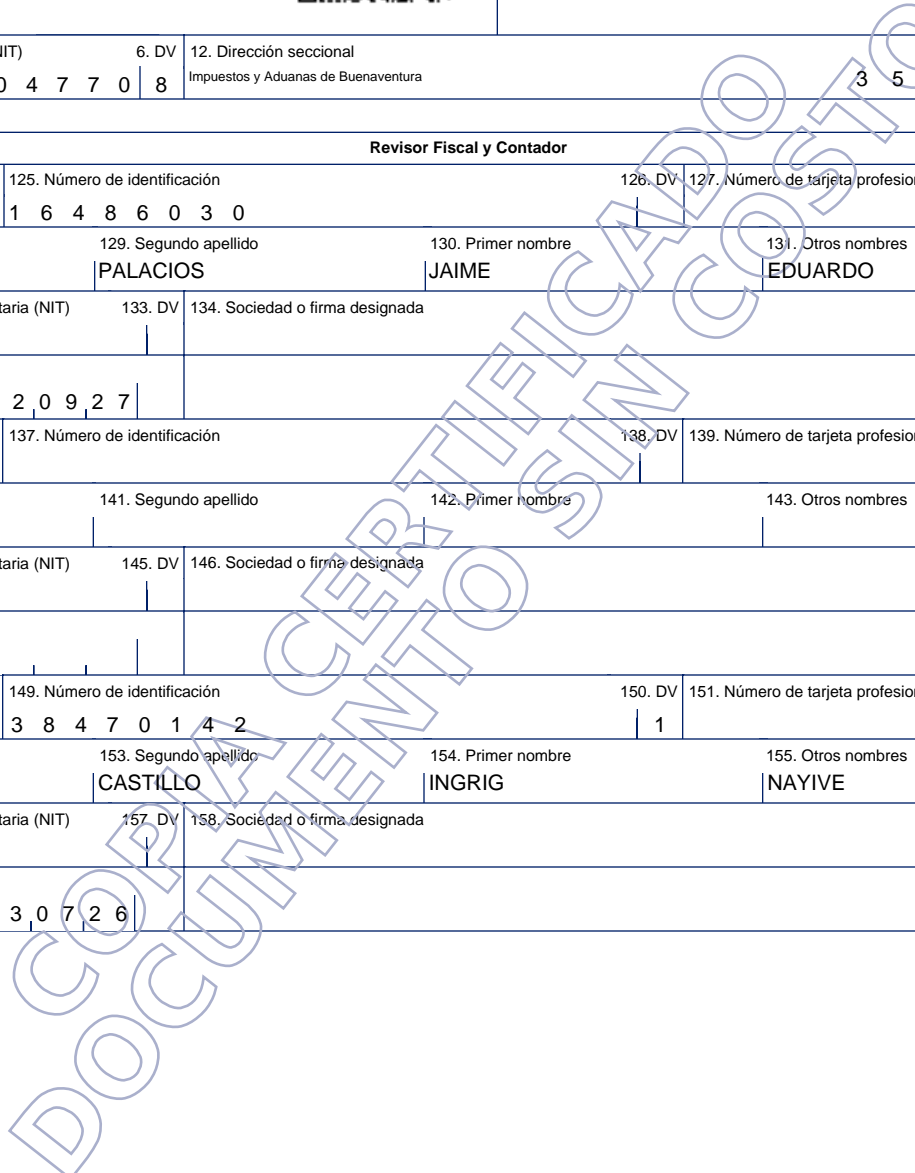 NIT) 6. DV 12. Dirección seccional
0 4 7 7 0 8 Impuestos y Aduanas de Buenaventura 3 5
Revisor Fiscal y Contador
125. Número de identificación 126. DV 127. Número de tarjeta profesion
1 6 4 8 6 0 3 0
129. Segundo apellido 130. Primer nombre 131. Otros nombres
PALACIOS JAIME EDUARDO
taria (NIT) 133. DV 134. Sociedad o firma designada
2 0 9 2 7
137. Número de identificación 138. DV 139. Número de tarjeta profesion
141. Segundo apellido 142. Primer nombre 143. Otros nombres
taria (NIT) 145. DV 146. Sociedad o firma designada
149. Número de identificación 150. DV 151. Número de tarjeta profesion
3 8 4 7 0 1 4 2 1
153. Segundo apellido 154. Primer nombre 155. Otros nombres
CASTILLO INGRIG NAYIVE
taria (NIT) 157. DV 158. Sociedad o firma designada
3 0 7 2 6
COPIA CERTIFICADO
DOCUMENTO SIN COSTO